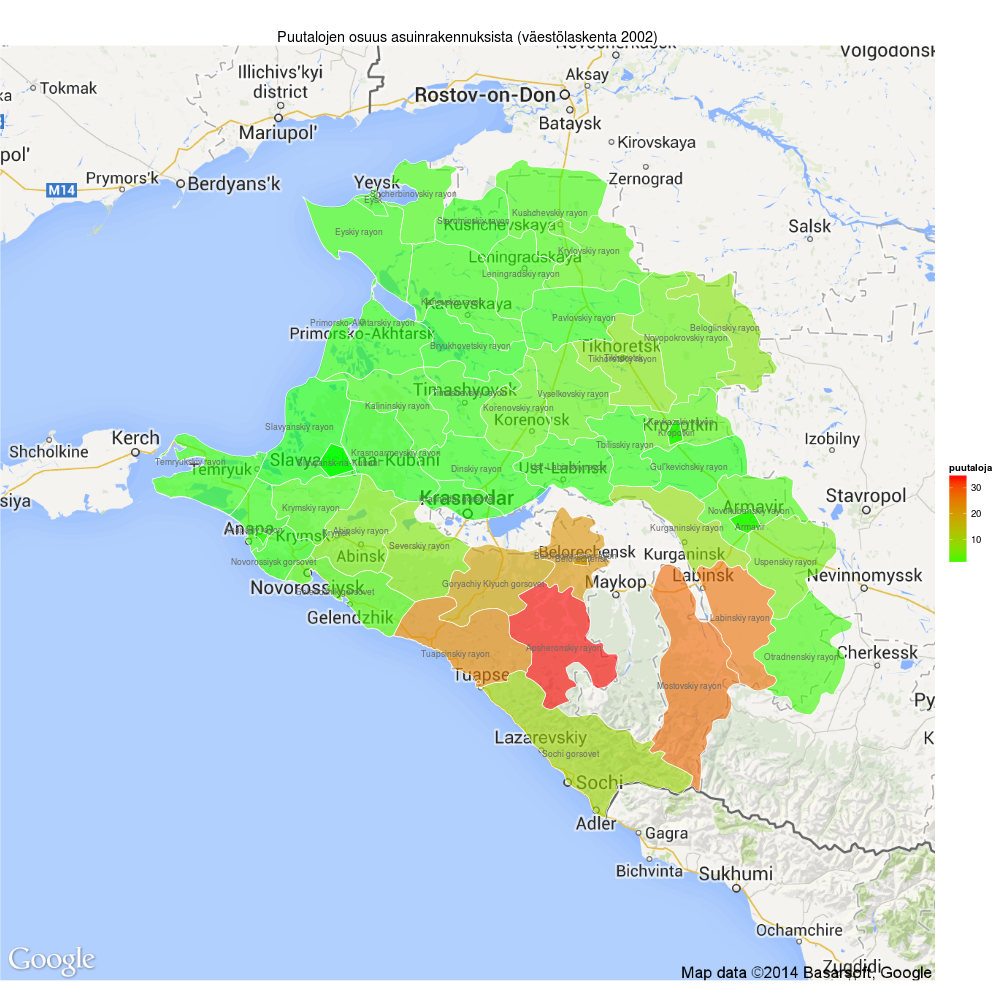 Puutalojen osuus asuinrakennuksista (väestölaskenta 2002)
Novocherkassk
Volgodonsk
Illichivs'kyi
district
Aksay
Tokmak
Rostov-on-Don
Mariupol'
Bataysk
Kirovskaya
pol'
Prymors'k
M14
Berdyans'k
Yeysk
Zernograd
Shcherbinovskiy rayon
Eysk
Kushchevskiy rayon
Kushchevskaya
Salsk
Eyskiy rayon
Krylovskiy rayon
Leningradskaya
Leningradskiy rayon
Kanevskaya
Primorsko-Akhtarskiy rayon
Pavlovskiy rayon
Beloglinskiy rayon
Primorsko-Akhtarsk
Novopokrovskiy rayon
Bryukhovetskiy rayon
Tikhoretsk
Tikhoretskiy rayon
Timashyovsk
Vyselkovskiy rayon
Kalininskiy rayon
Korenovskiy rayon
Korenovsk
Slavyanskiy rayon
Kavkazskiy rayon
Kropotkin
Kropotkin
Kerch
Izobilny
Shcholkine
Tbilisskiy rayon
Krasnoarmeyskiy rayon
Temryukskiy rayon
Temryuk
Slavyansk-na-Kubani
Dinskiy rayon
Ust-Labinsk
Gul'kevichskiy rayon
siya
Krasnodar
Stavropol
Krymskiy rayon
Armavir
Novokubanskiy rayon
Armavir
Anapa
Krymsk
Abinskiy rayon
Abinsk
Severskiy rayon
Kurganinskiy rayon
Belorechensk
Kurganinsk
Uspenskiy rayon
Novorossiysk gorsovet
Novorossiysk
Goryachiy Klyuch gorsovet
Maykop
Labinsk
Nevinnomyssk
Gelendzhik
Labinskiy rayon
Tuapsinskiy rayon
Apsheronskiy rayon
Otradnenskiy rayon
Cherkessk
Tuapse
Mostovskiy rayon
Py
Lazarevskiy
Sochi gorsovet
K
Sochi
Adler
Gagra
Bichvinta
Sukhumi
Ochamchire
Zugdidi
Google
Map data ©2014 Basarsoft, Google
puutaloja
30
20
10